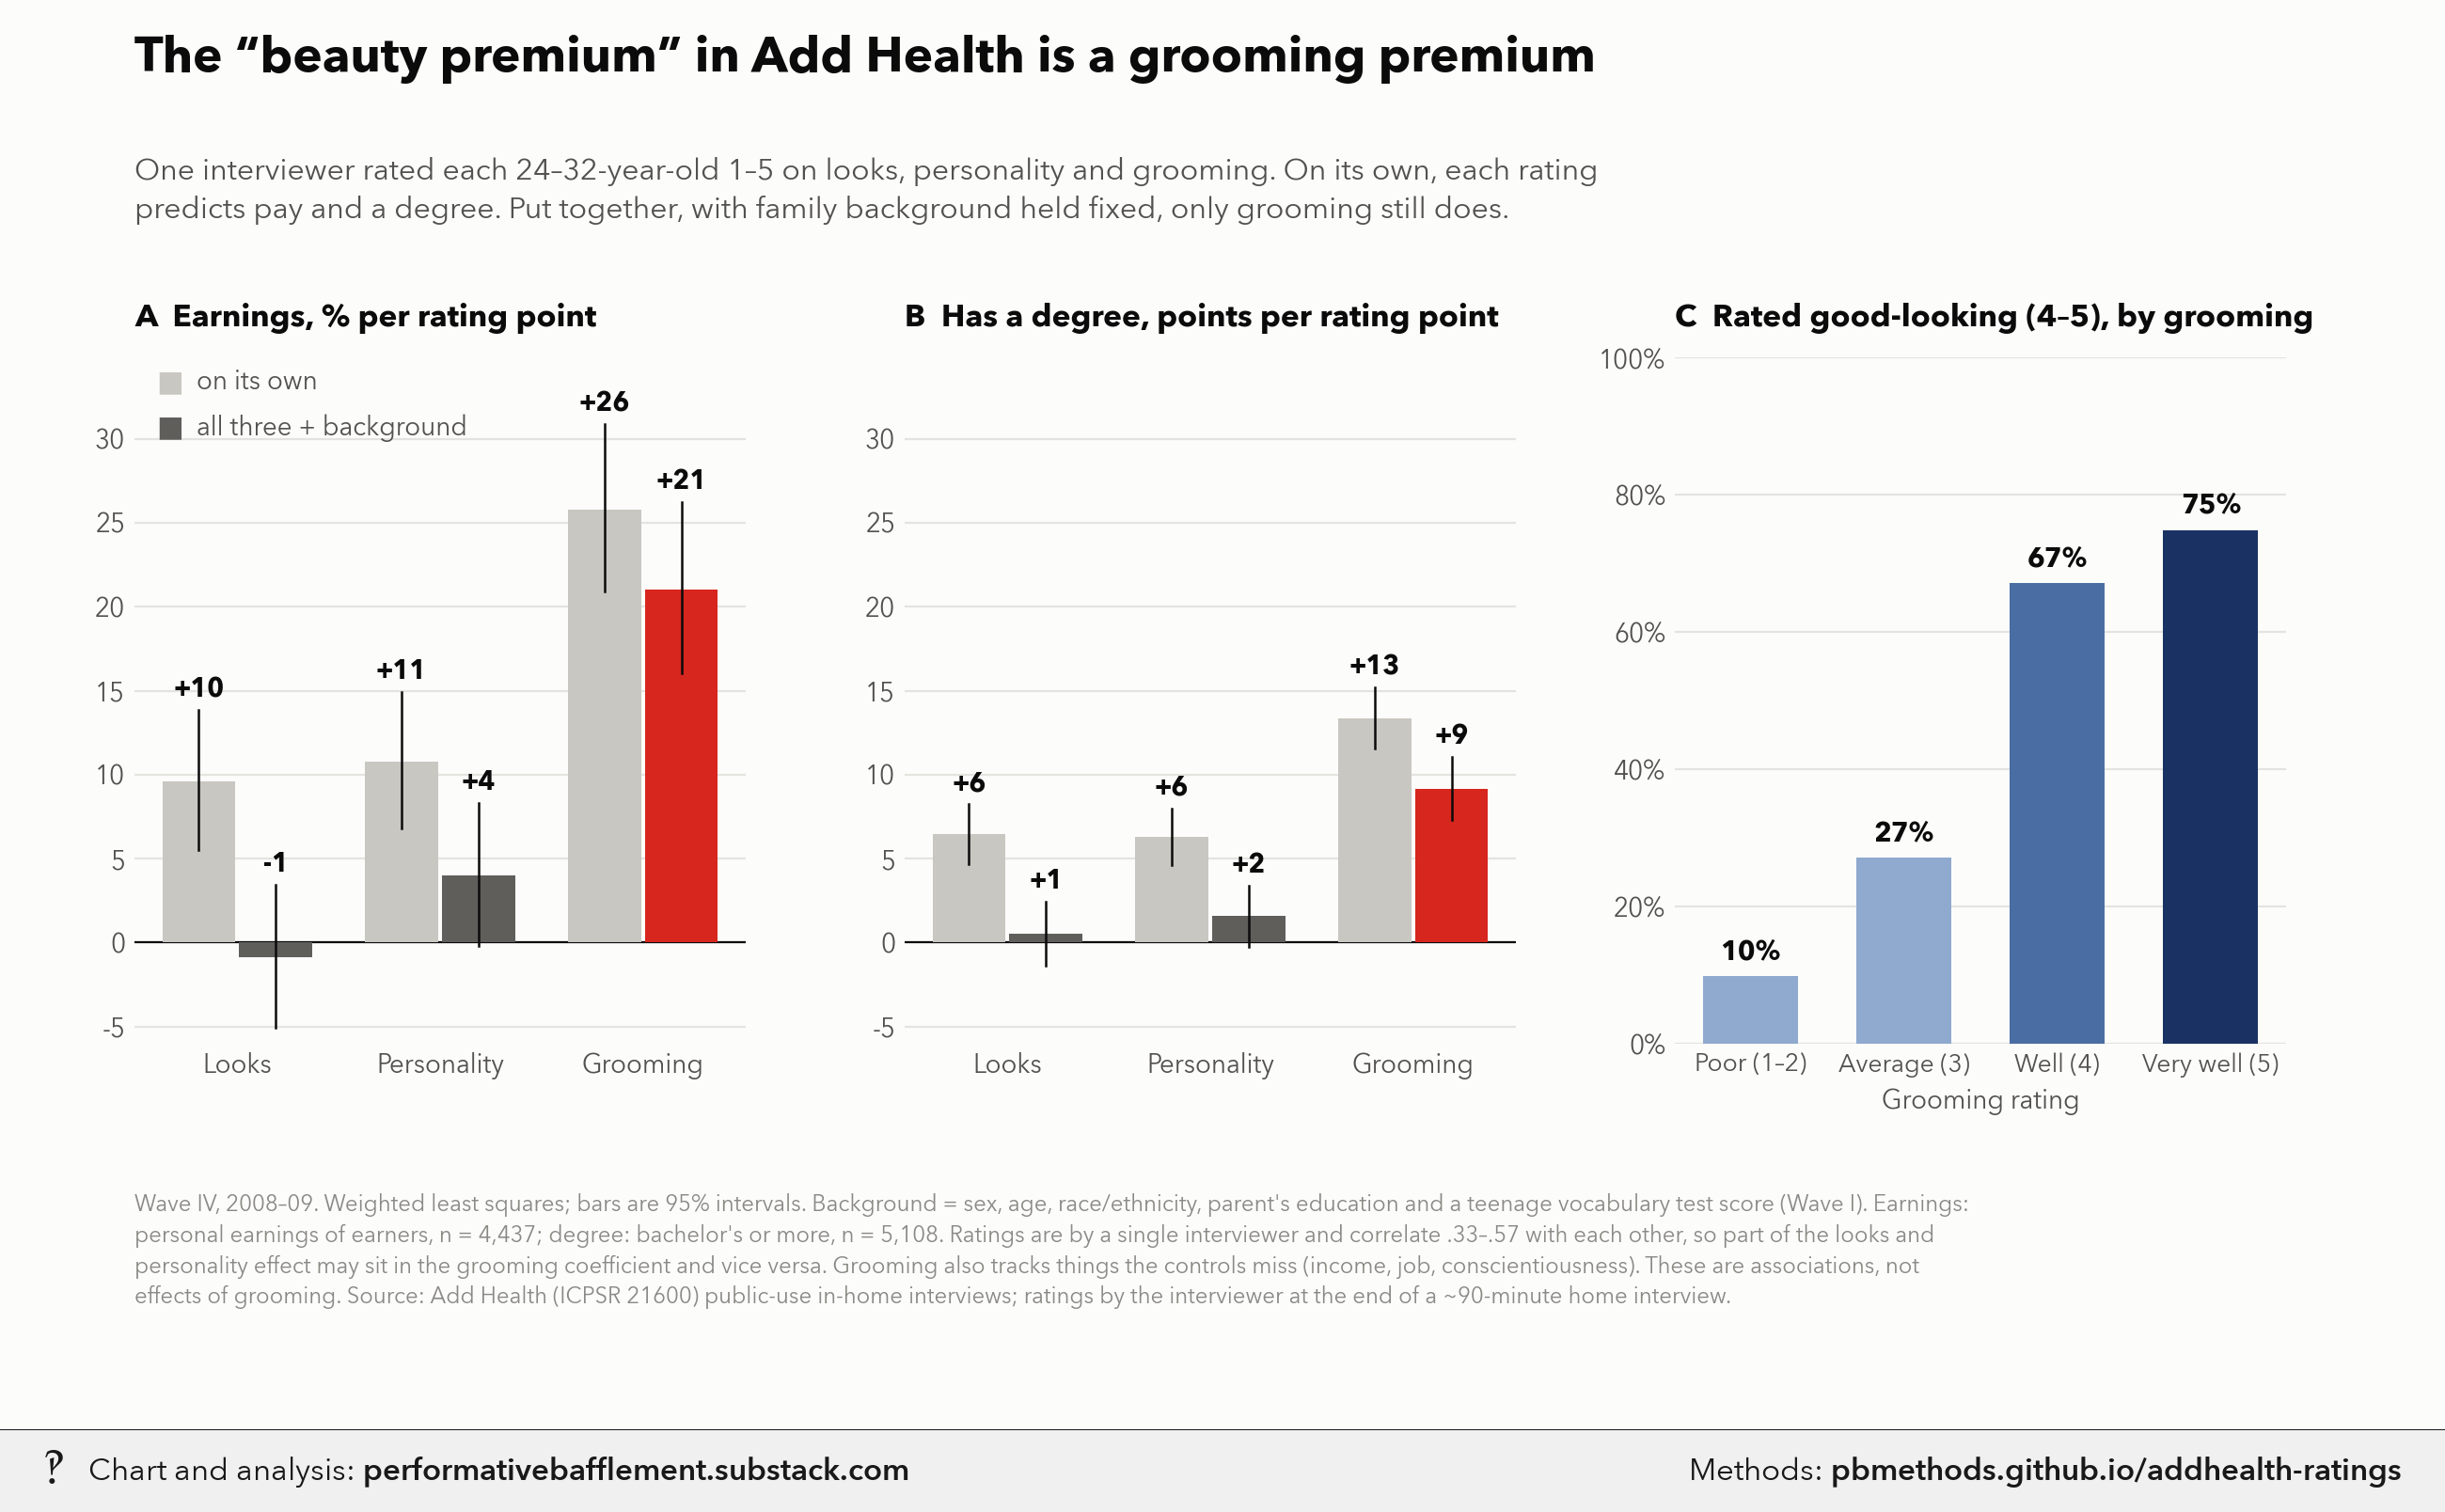 The “beauty premium” in Add Health is a grooming premium
One interviewer rated each 24–32-year-old 1–5 on looks, personality and grooming. On its own, each rating
predicts pay and a degree. Put together, with family background held fixed, only grooming still does.
A Earnings, % per rating point
on its own
all three + background
30
25
20
15
10
5
0
-5
+10
-1
+11
+4
+26
+21
Looks
Personality
Grooming
B Has a degree, points per rating point
30
25
20
15
10
5
0
-5
+6
+1
+6
+2
+13
+9
Looks
Personality
Grooming
C Rated good-looking (4–5), by grooming
100%
80%
60%
40%
20%
0%
10%
27%
67%
75%
Poor (1–2)
Average (3)
Well (4)
Very well (5)
Grooming rating
Wave IV, 2008–09. Weighted least squares; bars are 95% intervals. Background = sex, age, race/ethnicity, parent's education and a teenage vocabulary test score (Wave I). Earnings:
personal earnings of earners, n = 4,437; degree: bachelor's or more, n = 5,108. Ratings are by a single interviewer and correlate .33–.57 with each other, so part of the looks and
personality effect may sit in the grooming coefficient and vice versa. Grooming also tracks things the controls miss (income, job, conscientiousness). These are associations, not
effects of grooming. Source: Add Health (ICPSR 21600) public-use in-home interviews; ratings by the interviewer at the end of a ~90-minute home interview.
‽ Chart and analysis: performativebafflement.substack.com
Methods: pbmethods.github.io/addhealth-ratings